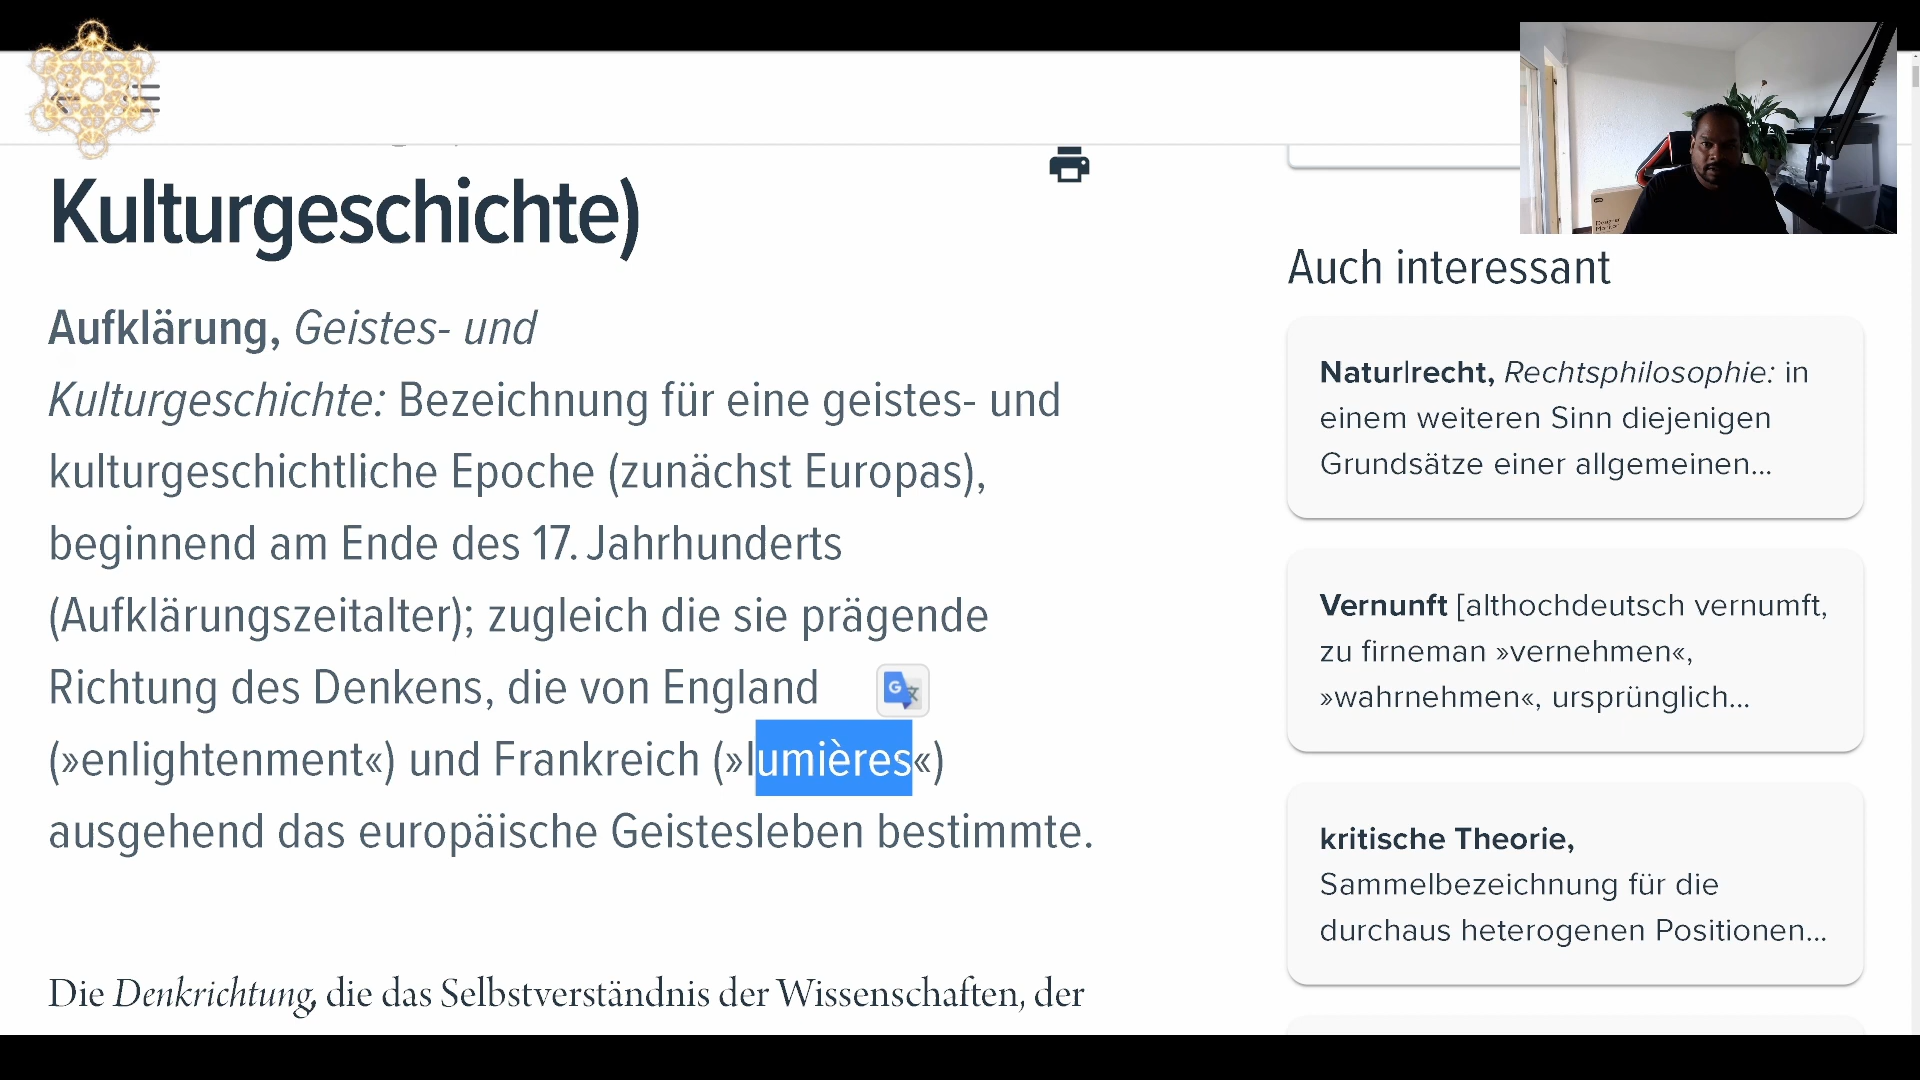 Kulturgeschichte)
Aufklärung, Geistes- und
Kulturgeschichte: Bezeichnung für eine geistes- und
kulturgeschichtliche Epoche (zunächst Europas),
beginnend am Ende des 17. Jahrhunderts
(Aufklärungszeitalter); zugleich die sie prägende
Richtung des Denkens, die von England
(»enlightenment«) und Frankreich (»lumières«)
ausgehend das europäische Geistesleben bestimmte.
Die Denkrichtung, die das Selbstverständnis der Wissenschaften, der
Auch interessant
Natur|recht, Rechtsphilosophie: in
einem weiteren Sinn diejenigen
Grundsätze einer allgemeinen...
Vernunft [althochdeutsch vernumft,
zu firneman »vernehmen«,
»wahrnehmen«, ursprünglich...
kritische Theorie,
Sammelbezeichnung für die
durchaus heterogenen Positionen...